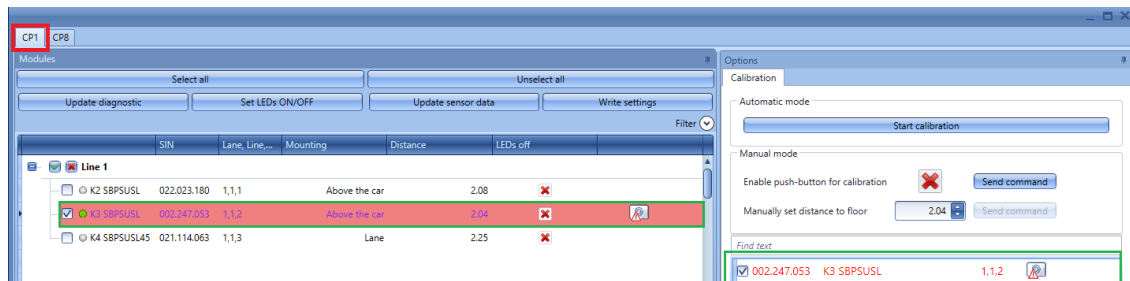 CP1 CP8
Modules
Select all Unselect all
Update diagnostic Set LEDs ON/OFF Update sensor data Write settings
Filter
SIN Lane, Line,... Mounting Distance LEDs off
Line 1
K2 SBPSUSL 022.023.180 1,1,1 Above the car 2.08
K3 SBPSUSL 002.247.053 1,1,2 Above the car 2.04
K4 SBPSUSL45 021.114.063 1,1,3 Lane 2.25
Options
Calibration
Automatic mode
Start calibration
Manual mode
Enable push-button for calibration Send command
Manually set distance to floor 2.04 Send command
Find text
002.247.053 K3 SBPSUSL 1,1,2